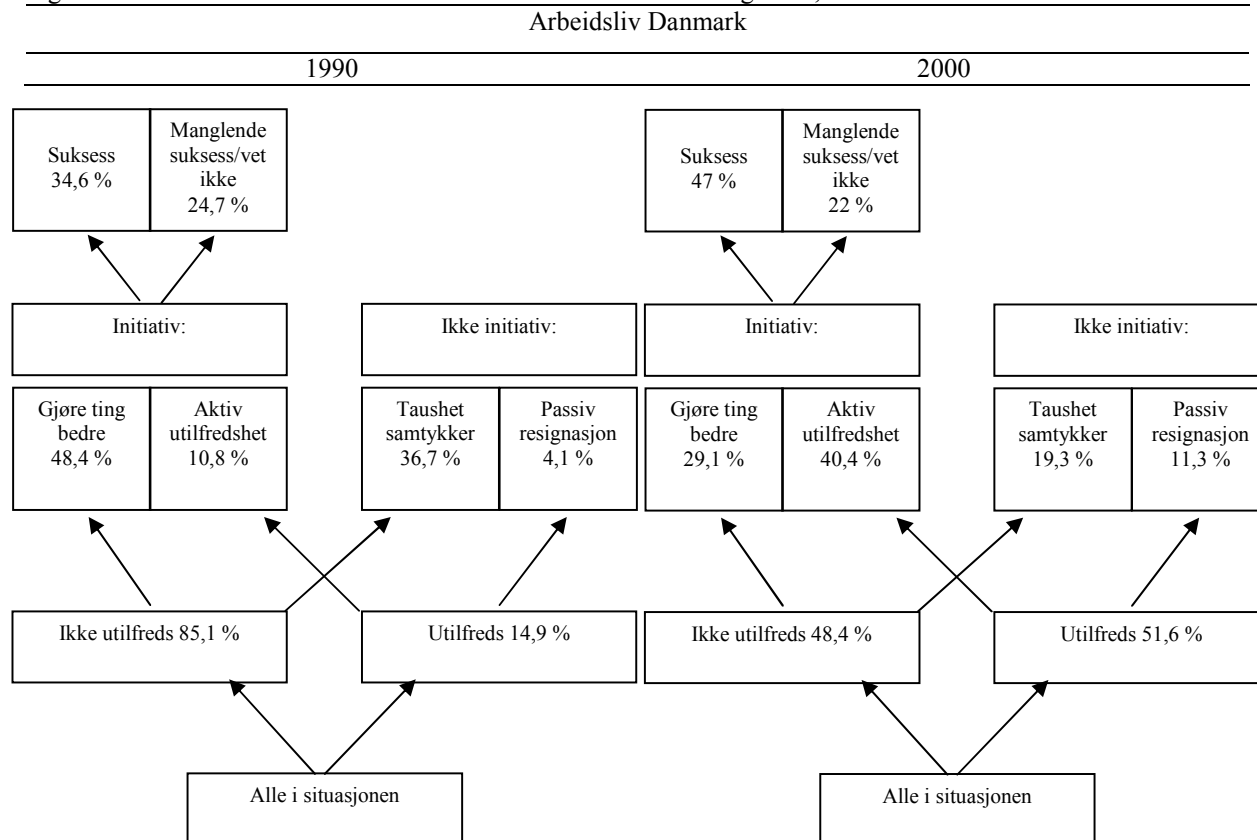 Arbeidsliv Danmark
1990
2000
Suksess
34,6 %
Manglende
suksess/vet
ikke
24,7 %
Suksess
47 %
Manglende
suksess/vet
ikke
22 %
Initiativ:
Ikke initiativ:
Initiativ:
Ikke initiativ:
Gjøre ting
bedre
48,4 %
Aktiv
utilfredshet
10,8 %
Taushet
samtykker
36,7 %
Passiv
resignasjon
4,1 %
Gjøre ting
bedre
29,1 %
Aktiv
utilfredshet
40,4 %
Taushet
samtykker
19,3 %
Passiv
resignasjon
11,3 %
Ikke utilfreds 85,1 %
Utilfreds 14,9 %
Ikke utilfreds 48,4 %
Utilfreds 51,6 %
Alle i situasjonen
Alle i situasjonen